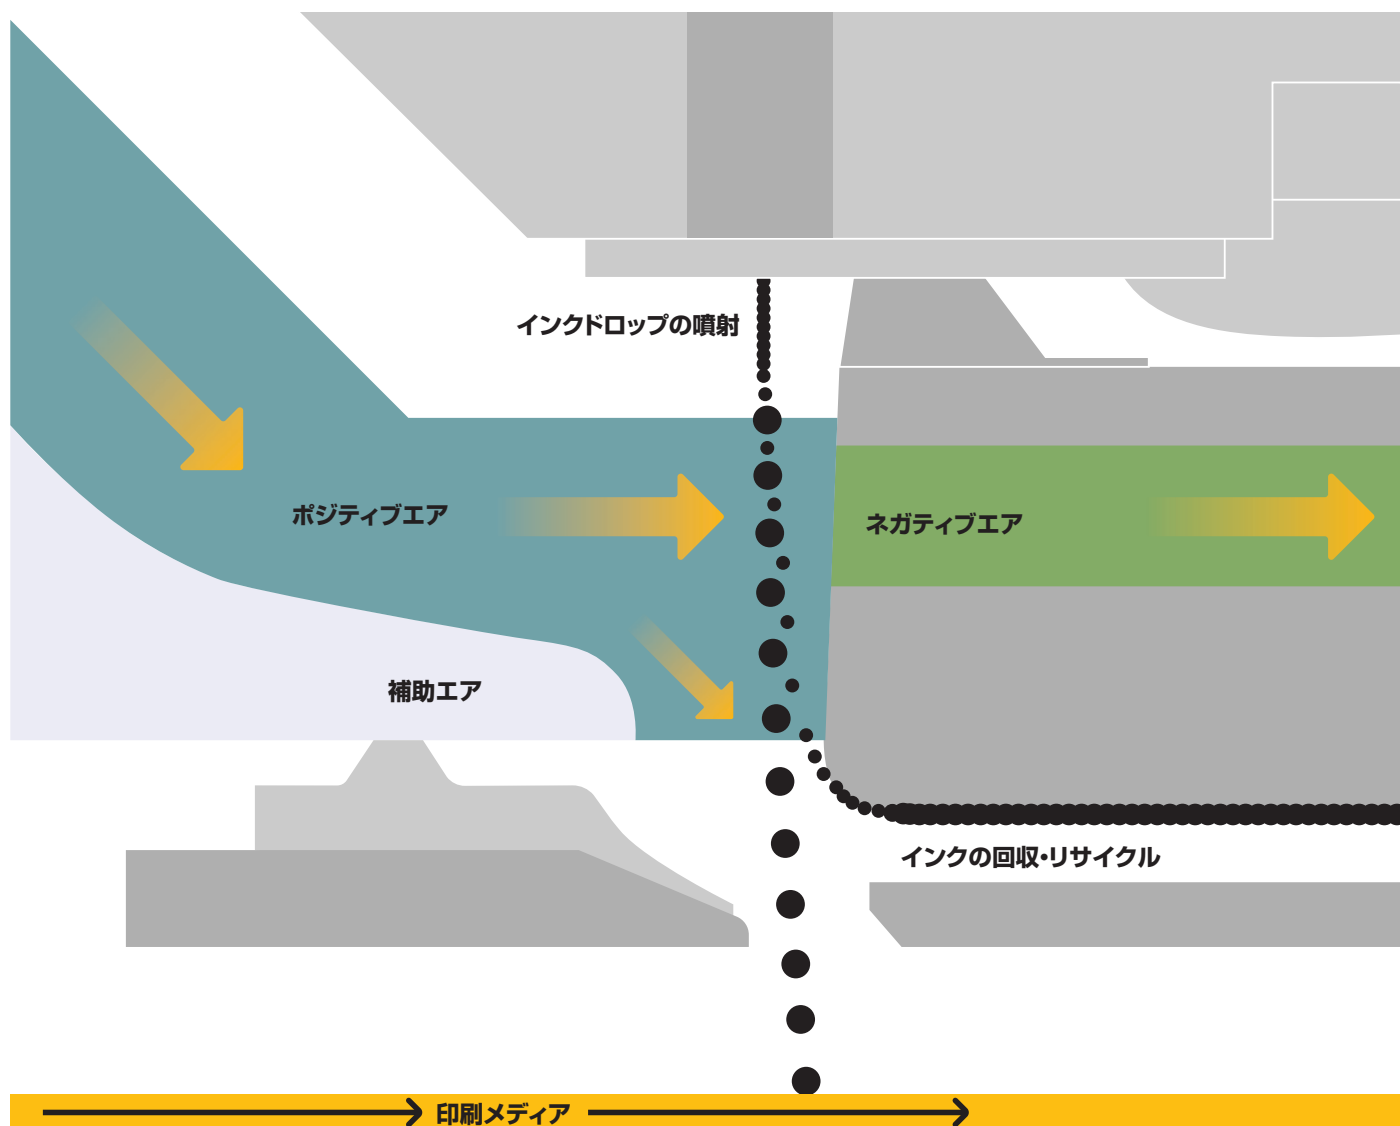 インクドロップの噴射
ポジティブエア
ネガティブエア
補助エア
インクの回収・リサイクル
印刷メディア